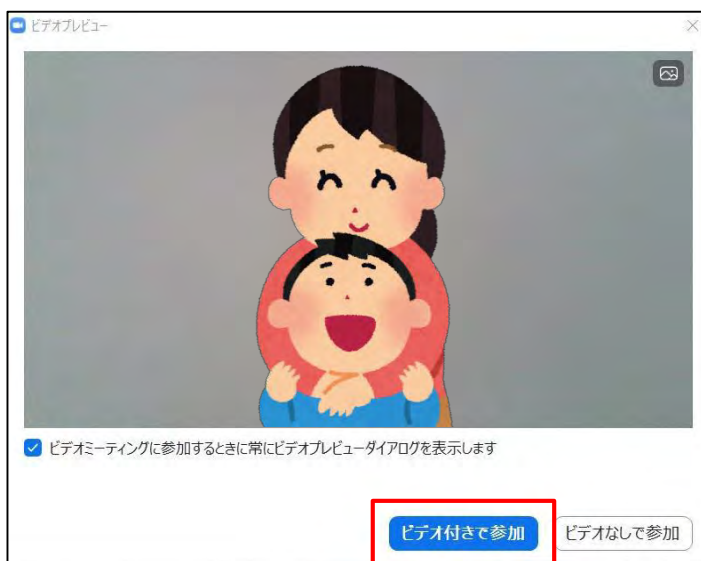 ビデオプレビュー
ビデオミーティングに参加するときに常にビデオプレビューダイアログを表示します
ビデオ付きで参加
ビデオなしで参加